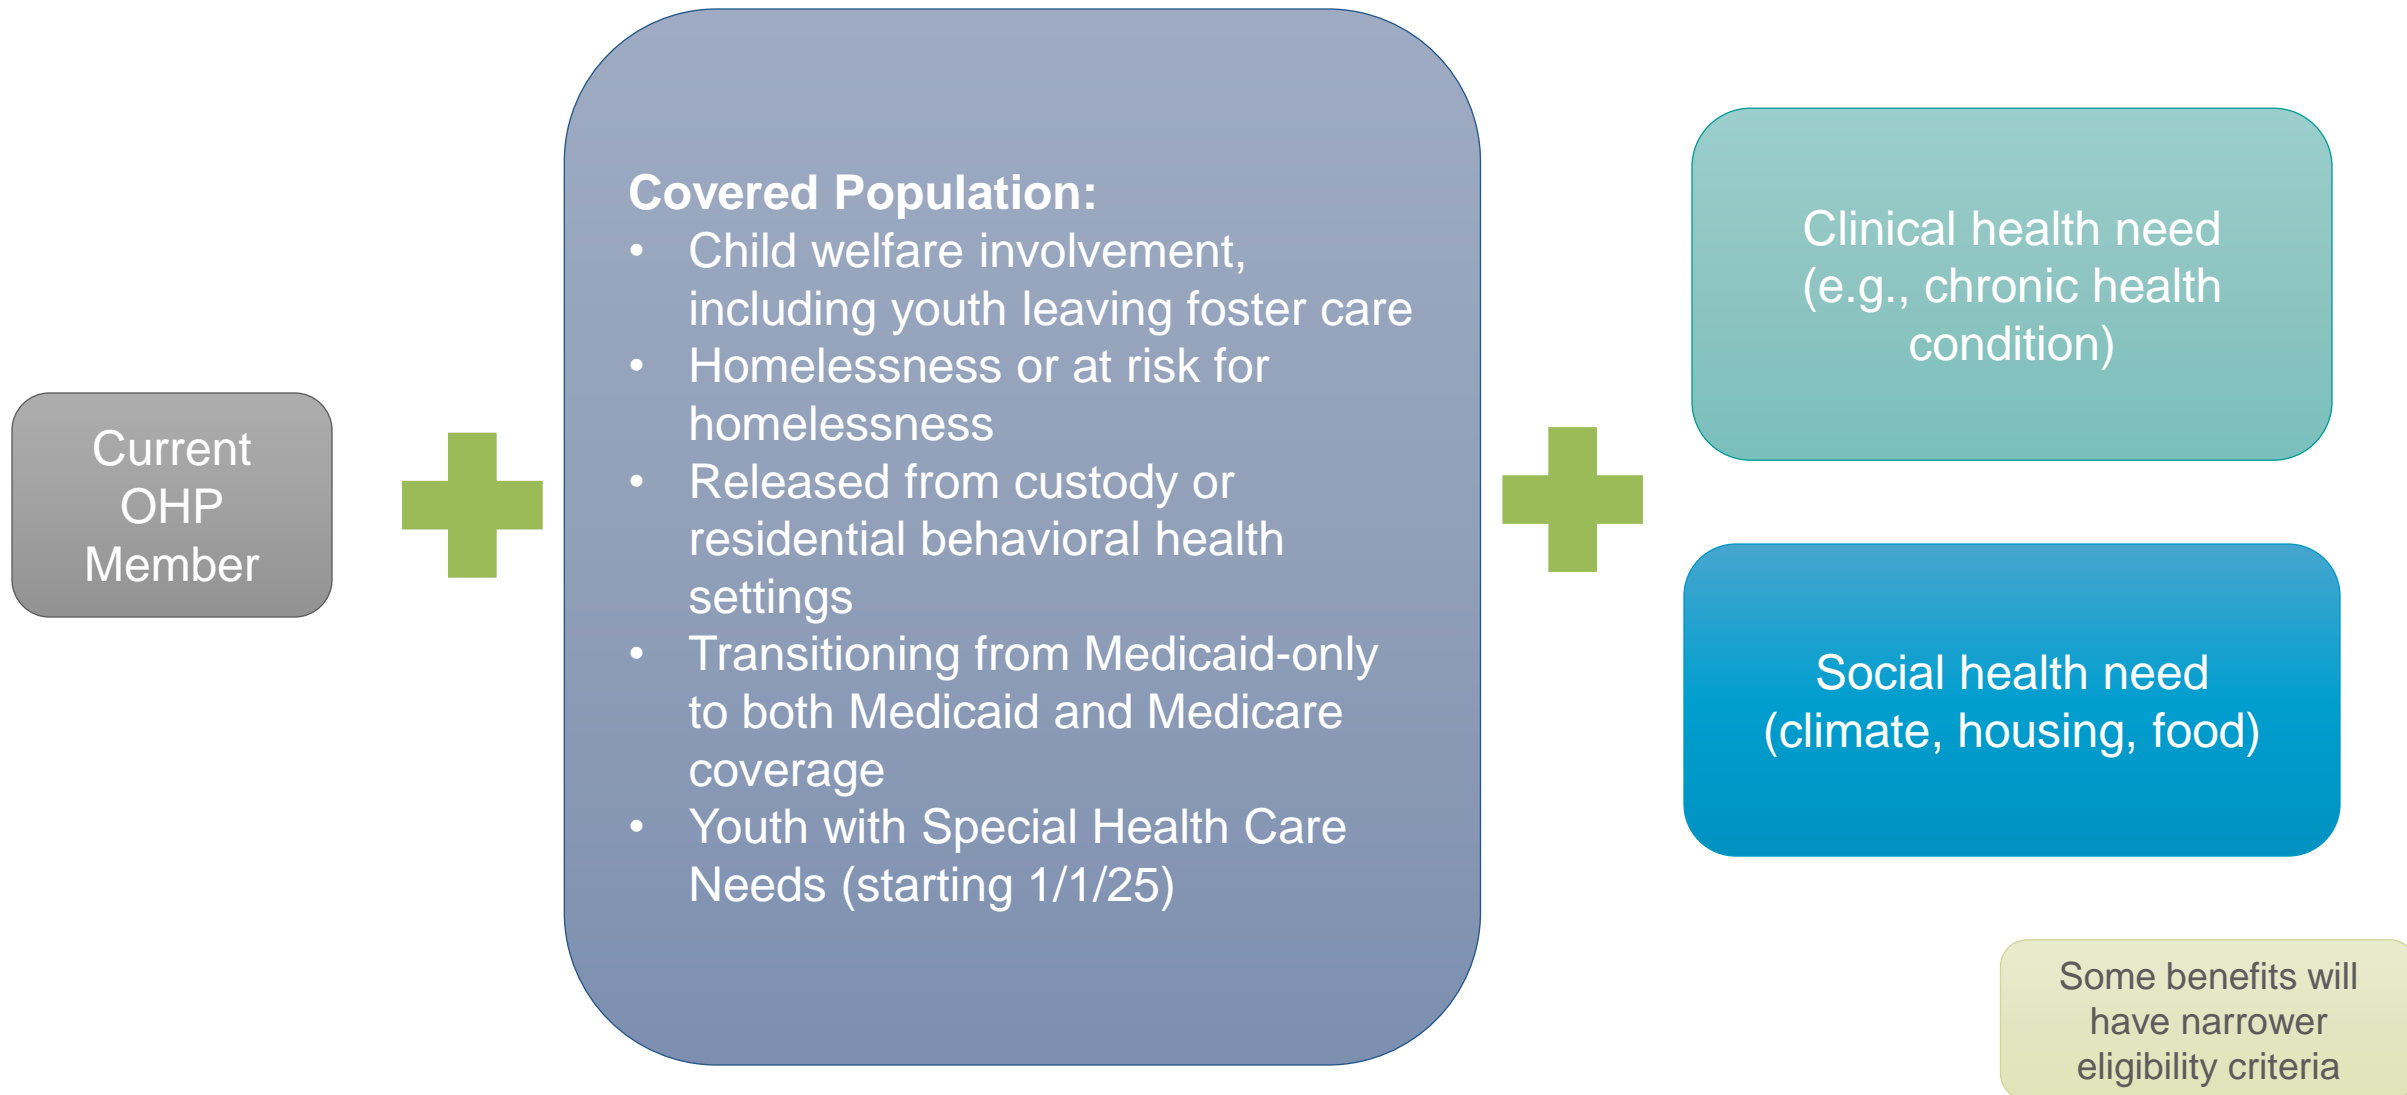 Current
OHP
Member
Covered Population:
• Child welfare involvement,
including youth leaving foster care
• Homelessness or at risk for
homelessness
• Released from custody or
residential behavioral health
settings
• Transitioning from Medicaid-only
to both Medicaid and Medicare
coverage
• Youth with Special Health Care
Needs (starting 1/1/25)
Clinical health need
(e.g., chronic health
condition)
Social health need
(climate, housing, food)
Some benefits will
have narrower
eligibility criteria